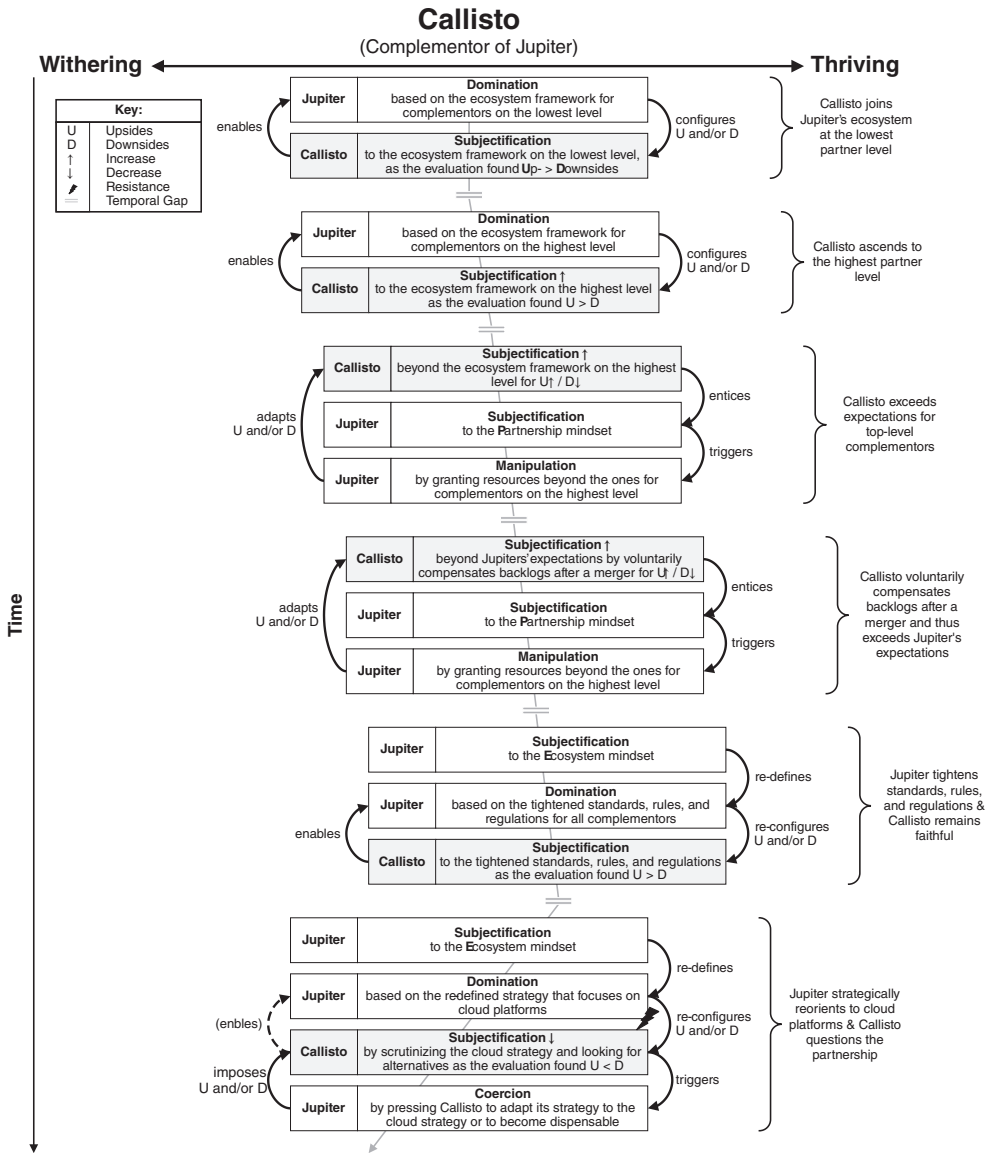 Callisto
(Complementor of Jupiter)
Withering
Thriving
Time
Key:
U Upsides
D Downsides
↑ Increase
↓ Decrease
Resistance
Temporal Gap
enables
Jupiter
Domination
based on the ecosystem framework for
complementors on the lowest level
Callisto
Subjectification
to the ecosystem framework on the lowest level,
as the evaluation found Up- > Downsides
configures
U and/or D
Callisto joins
Jupiter's ecosystem
at the lowest
partner level
enables
Jupiter
Domination
based on the ecosystem framework for
complementors on the highest level
Callisto
Subjectification ↑
to the ecosystem framework on the highest level
as the evaluation found U > D
configures
U and/or D
Callisto ascends to
the highest partner
level
adapts
U and/or D
Callisto
Subjectification ↑
beyond the ecosystem framework on the highest
level for U↑ / D↓
Jupiter
Subjectification
to the Partnership mindset
Jupiter
Manipulation
by granting resources beyond the ones for
complementors on the highest level
entices
triggers
Callisto exceeds
expectations for
top-level
complementors
adapts
U and/or D
Callisto
Subjectification ↑
beyond Jupiters' expectations by voluntarily
compensates backlogs after a merger for U↑ / D↓
Jupiter
Subjectification
to the Partnership mindset
Jupiter
Manipulation
by granting resources beyond the ones for
complementors on the highest level
entices
triggers
Callisto voluntarily
compensates
backlogs after a
merger and thus
exceeds Jupiter's
expectations
enables
Jupiter
Subjectification
to the Ecosystem mindset
Jupiter
Domination
based on the tightened standards, rules, and
regulations for all complementors
Callisto
Subjectification
to the tightened standards, rules, and regulations
as the evaluation found U > D
re-defines
re-configures
U and/or D
Jupiter tightens
standards, rules,
and regulations &
Callisto remains
faithful
(enbles)
imposes
U and/or D
Jupiter
Subjectification
to the Ecosystem mindset
Jupiter
Domination
based on the redefined strategy that focuses on
cloud platforms
Callisto
Subjectification ↓
by scrutinizing the cloud strategy and looking for
alternatives as the evaluation found U < D
Jupiter
Coercion
by pressing Callisto to adapt its strategy to the
cloud strategy or to become dispensable
re-defines
re-configures
U and/or D
triggers
Jupiter strategically
reorients to cloud
platforms & Callisto
questions the
partnership